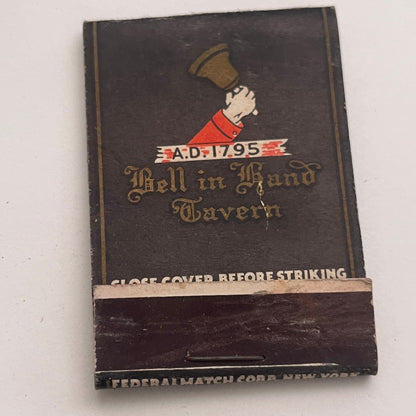 A.D. 1795
Bell in Hand
Tavern
CLOSE COVER BEFORE STRIKING
FEDERAL MATCH CORP. NEW YORK